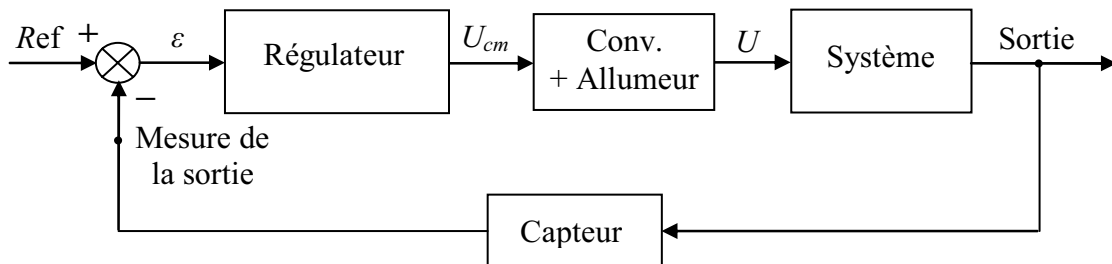 Ref +
ε
Régulateur
Ucm
Conv.
+ Allumeur
U
Système
Sortie
−
Mesure de
la sortie
Capteur